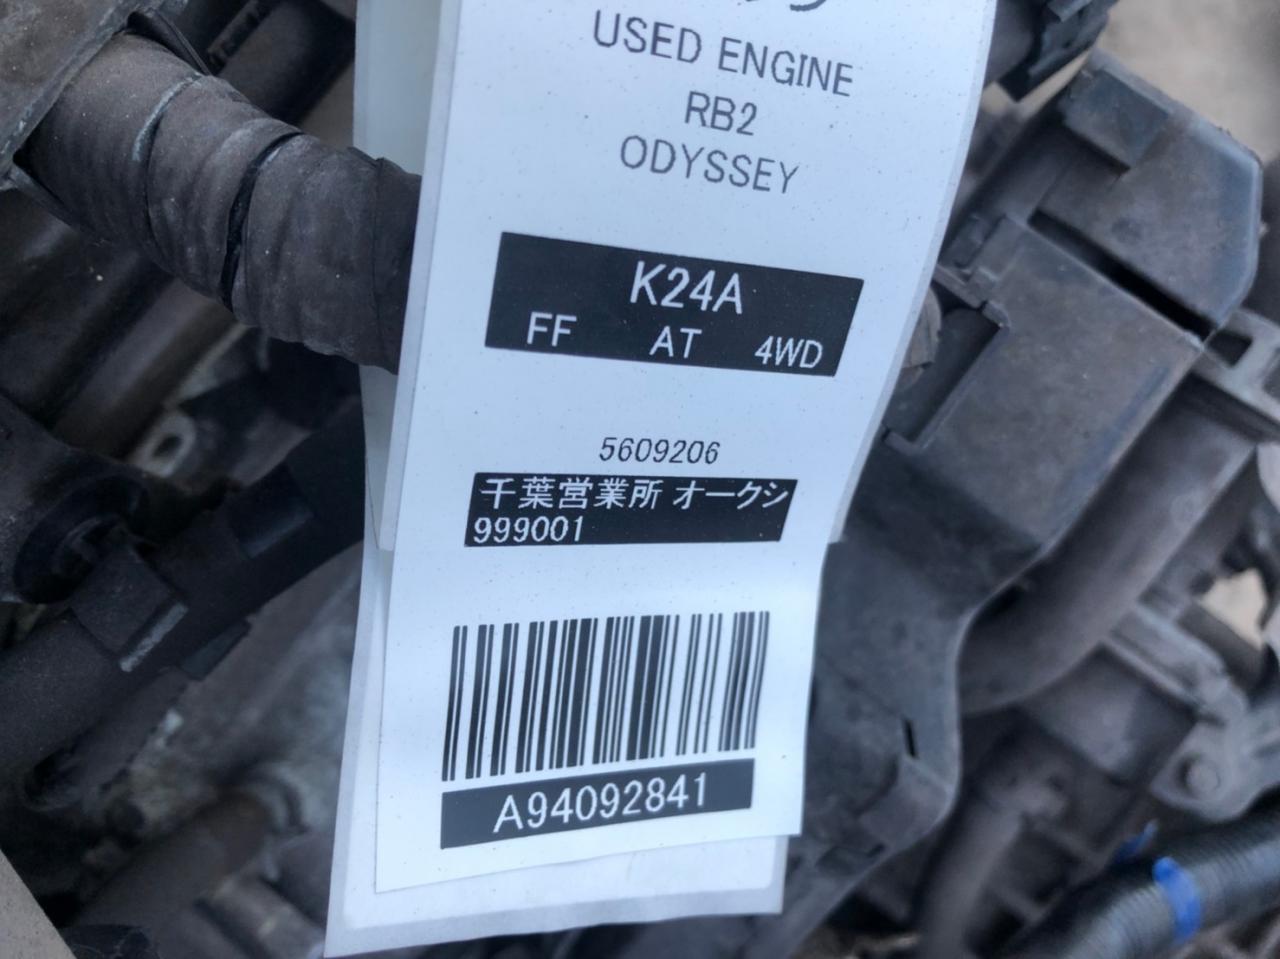 USED ENGINE
RB2
ODYSSEY
K24A
FF AT 4WD
5609206
千葉営業所 オークシ
999001
A94092841